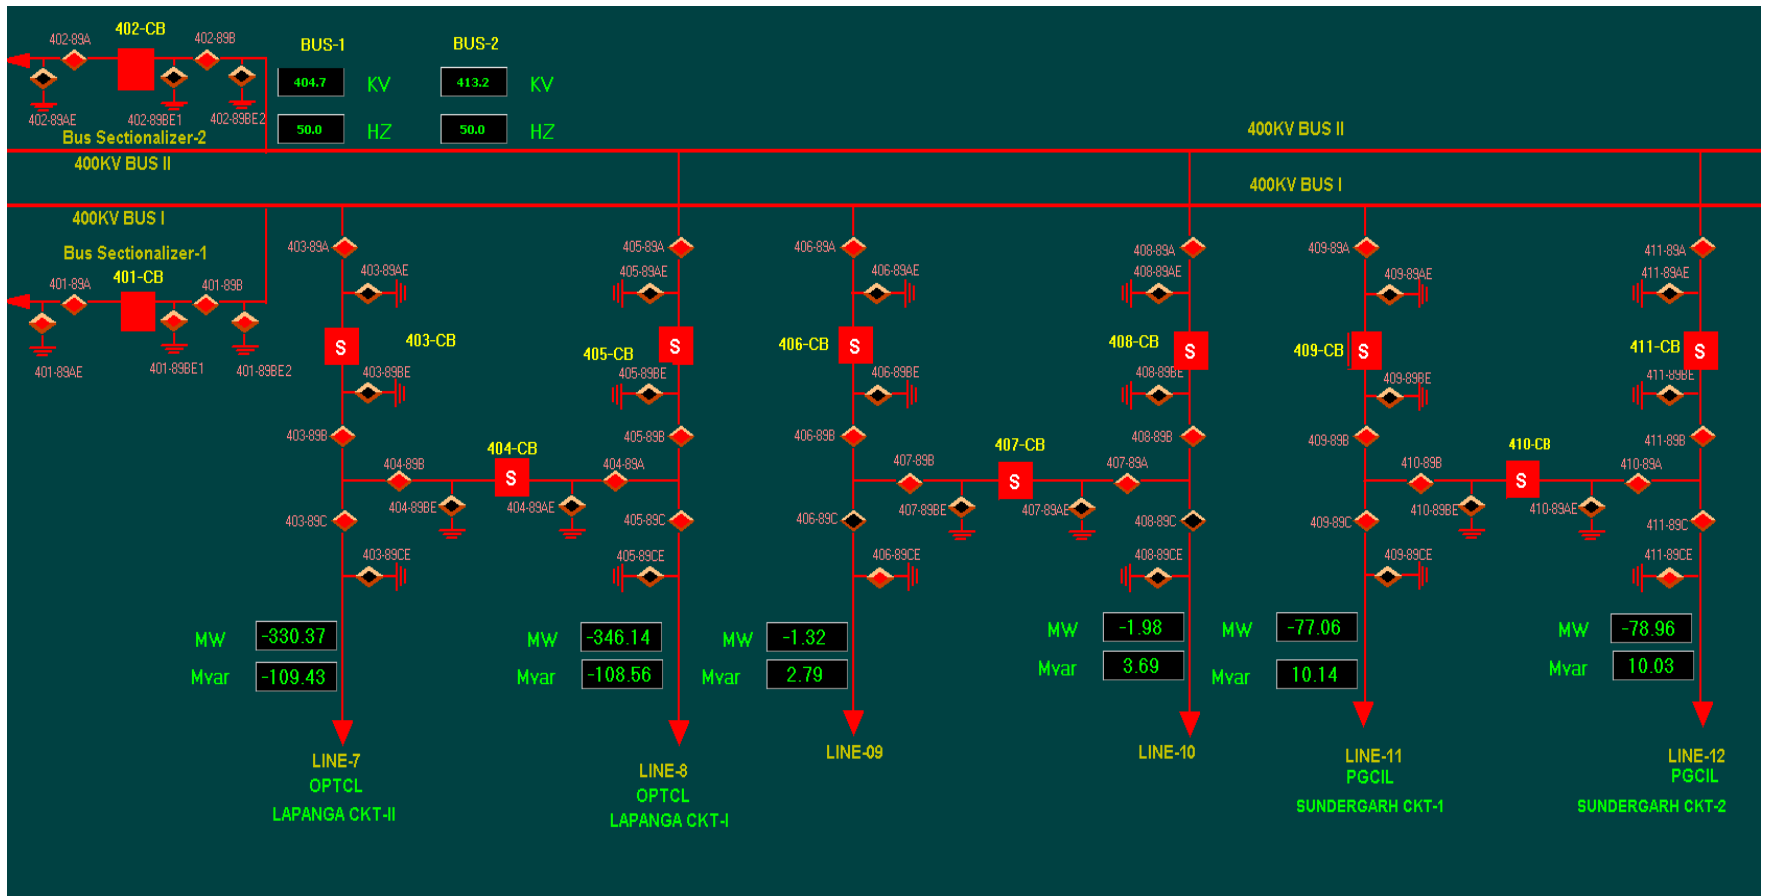 402-CB
402-89A
402-89B
BUS-1
BUS-2
404.7
KV
413.2
KV
50.0
HZ
50.0
HZ
402-89AE
402-89BE1
402-89BE2
Bus Sectionalizer-2
400KV BUS II
400KV BUS II
400KV BUS I
400KV BUS I
Bus Sectionalizer-1
401-CB
401-89A
401-89B
401-89AE
401-89BE1
401-89BE2
403-89A
403-89AE
S
403-CB
403-89BE
403-89B
404-CB
404-89B
S
404-89A
404-89BE
404-89AE
403-89C
403-89CE
405-89A
405-89AE
405-CB
S
405-89BE
405-89B
405-89C
405-89CE
406-89A
406-89AE
406-CB
S
406-89BE
406-89B
407-CB
407-89B
S
407-89A
407-89BE
407-89AE
406-89C
406-89CE
408-89A
408-89AE
408-CB
S
408-89BE
408-89B
408-89C
408-89CE
409-89A
409-89AE
409-CB
S
409-89BE
409-89B
410-CB
410-89B
S
410-89A
410-89BE
410-89AE
409-89C
409-89CE
411-89A
411-89AE
411-CB
S
411-89BE
411-89B
411-89C
411-89CE
MW
-330.37
Mvar
-109.43
MW
-346.14
Mvar
-108.56
MW
-1.32
Mvar
2.79
MW
-1.98
Mvar
3.69
MW
-77.06
Mvar
10.14
MW
-78.96
Mvar
10.03
LINE-7
OPTCL
LAPANGA CKT-II
LINE-8
OPTCL
LAPANGA CKT-I
LINE-09
LINE-10
LINE-11
PGCIL
SUNDERGARH CKT-1
LINE-12
PGCIL
SUNDERGARH CKT-2